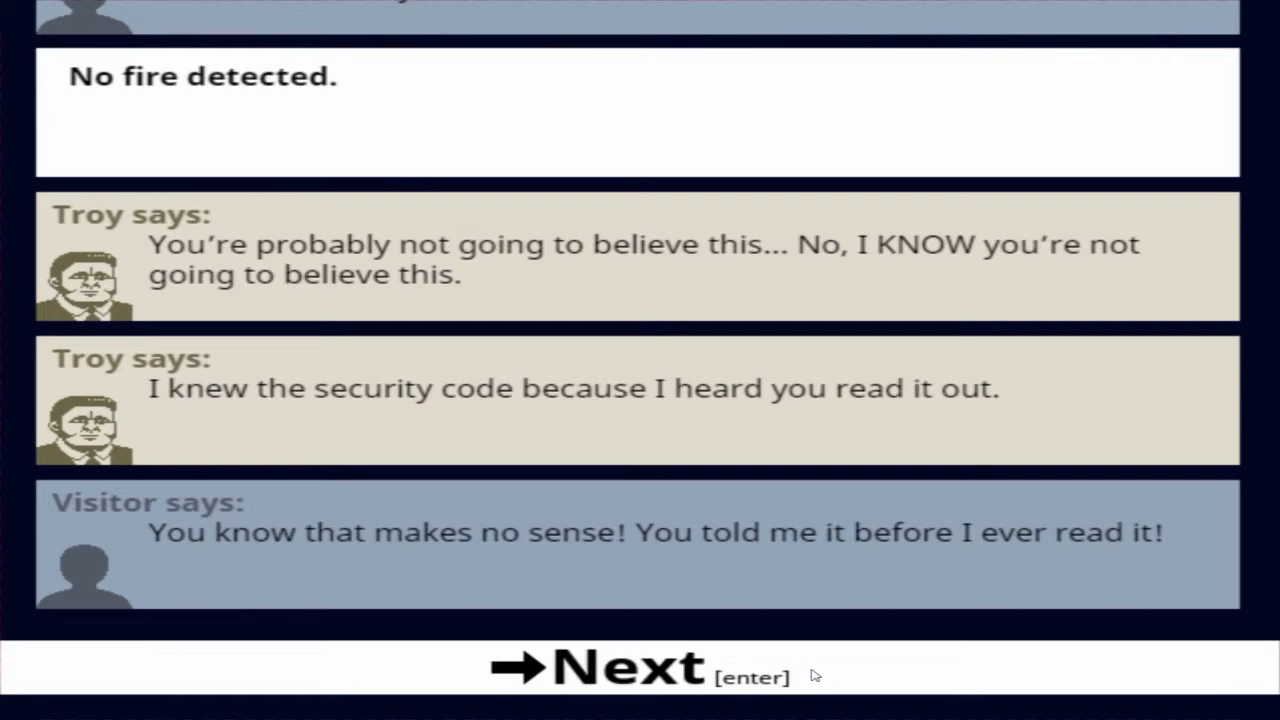 No fire detected.
Troy says:
You’re probably not going to believe this... No, I KNOW you’re not
going to believe this.
Troy says:
I knew the security code because I heard you read it out.
Visitor says:
You know that makes no sense! You told me it before I ever read it!
➡Next [enter]